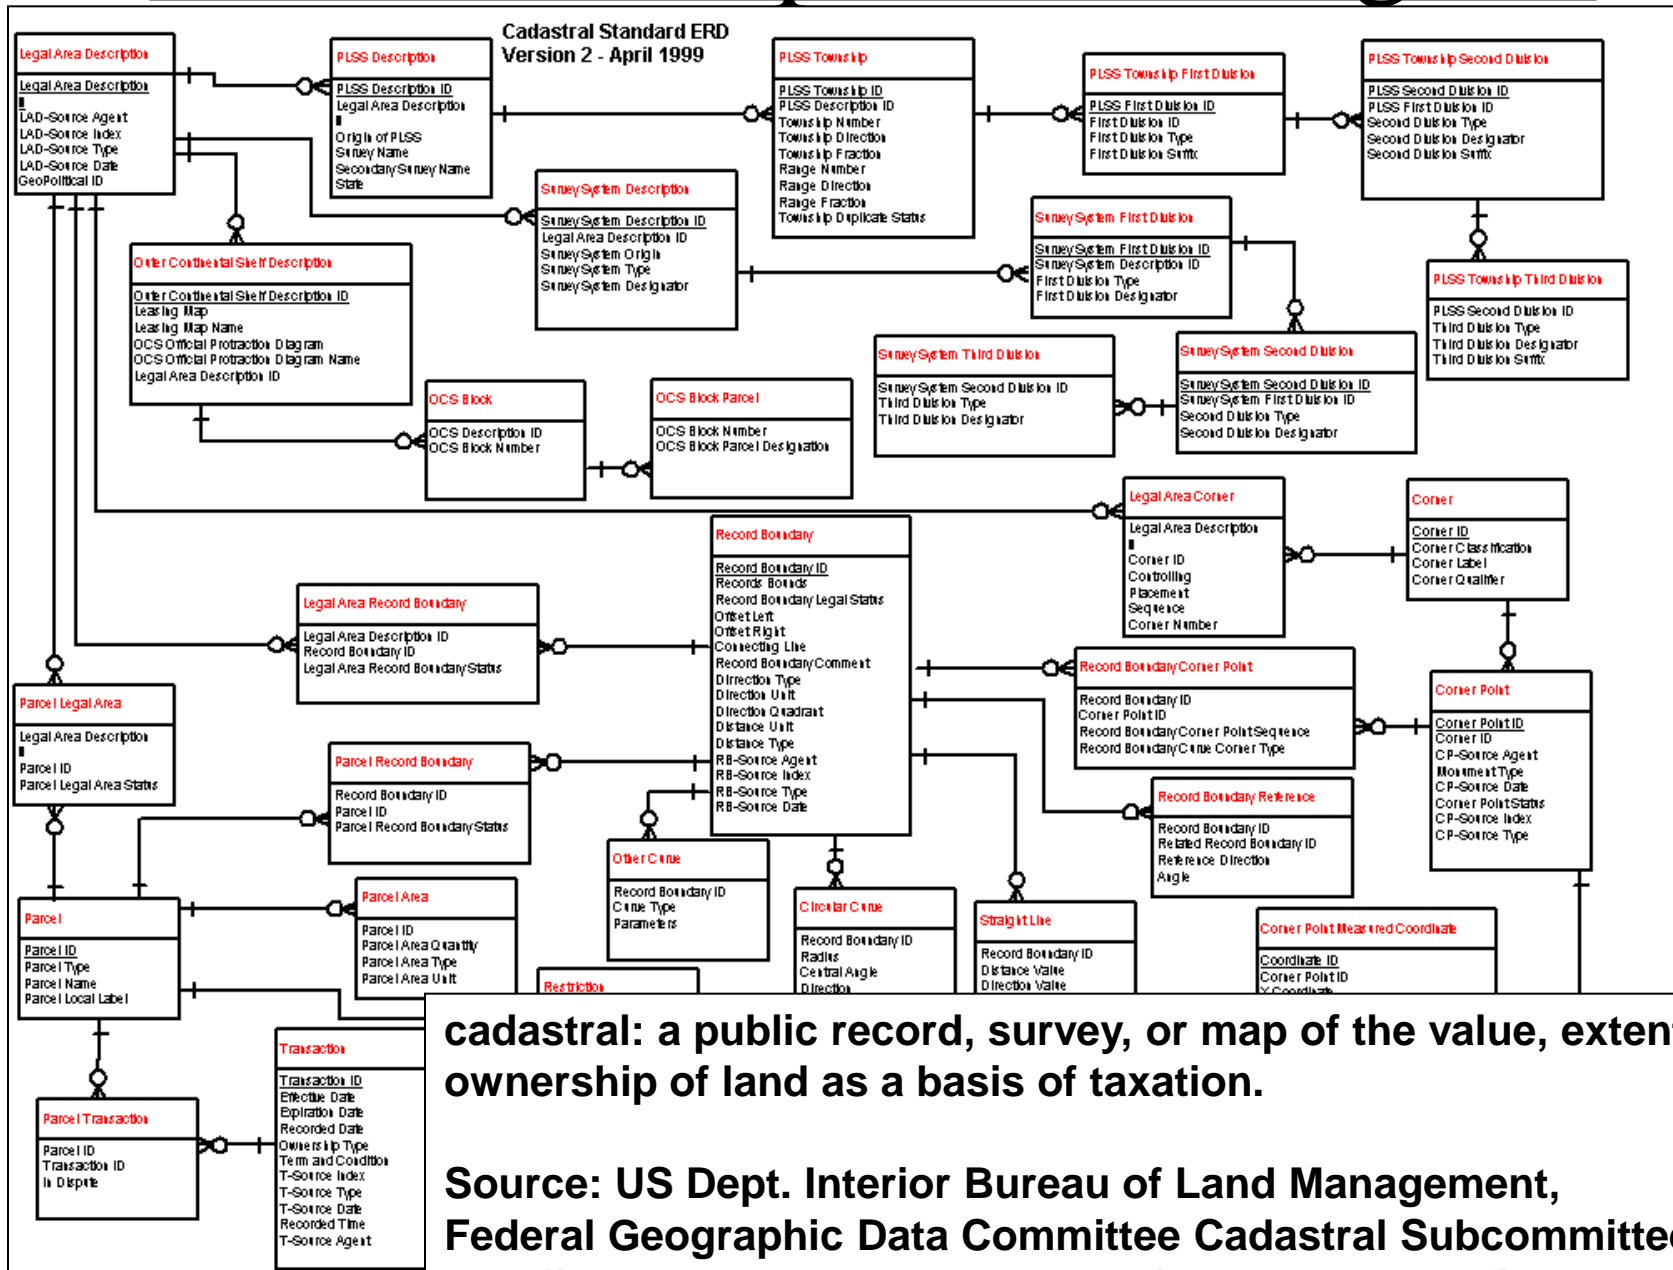 Cadastral Standard ERD
Version 2 - April 1999
Legal Area Description
Legal Area Description
LAD-Source Agent
LAD-Source Index
LAD-Source Type
LAD-Source Date
GeoPolitical ID
PLSS Description
PLSS Description ID
Legal Area Description
Origin of PLSS
Survey Name
Secondary Survey Name
State
PLSS Township
PLSS Township ID
PLSS Description ID
Township Number
Township Direction
Township Fraction
Range Number
Range Direction
Range Fraction
Township Duplicate Status
PLSS Township First Division
PLSS First Division ID
First Division ID
First Division Type
First Division Suffix
PLSS Township Second Division
PLSS Second Division ID
PLSS First Division ID
Second Division Type
Second Division Designator
Second Division Suffix
Survey System Description
Survey System Description ID
Legal Area Description ID
Survey System Origin
Survey System Type
Survey System Designator
Survey System First Division
Survey System First Division ID
Survey System Description ID
First Division Type
First Division Designator
PLSS Township Third Division
PLSS Second Division ID
Third Division Type
Third Division Designator
Third Division Suffix
Outer Continental Shelf Description
Outer Continental Shelf Description ID
Leasing Map
Leasing Map Name
OCS Official Protraction Diagram
OCS Official Protraction Diagram Name
Legal Area Description ID
Survey System Third Division
Survey System Second Division ID
Third Division Type
Third Division Designator
Survey System Second Division
Survey System Second Division ID
Survey System First Division ID
Second Division Type
Second Division Designator
OCS Block
OCS Description ID
OCS Block Number
OCS Block Parcel
OCS Block Number
OCS Block Parcel Designation
Legal Area Corner
Legal Area Description
Corner ID
Controlling
Placement
Sequence
Corner Number
Corner
Corner ID
Corner Classification
Corner Label
Corner Qualifier
Record Boundary
Record Boundary ID
Records Bounds
Record Boundary Legal Status
Offset Left
Offset Right
Connecting Line
Record Boundary Comment
Dirrection Type
Direction Unit
Direction Quadrant
Distance Unit
Distance Type
RB-Source Agent
RB-Source Index
RB-Source Type
RB-Source Date
Legal Area Record Boundary
Legal Area Description ID
Record Boundary ID
Legal Area Record Boundary Status
Record Boundary Corner Point
Record Boundary ID
Corner Point ID
Record Boundary Corner Point Sequence
Record Boundary Curve Corner Type
Corner Point
Corner Point ID
Corner ID
CP-Source Agent
Monument Type
CP-Source Date
Corner Point Status
CP-Source Index
CP-Source Type
Parcel Legal Area
Legal Area Description
Parcel ID
Parcel Legal Area Status
Parcel Record Boundary
Record Boundary ID
Parcel ID
Parcel Record Boundary Status
Record Boundary Reference
Record Boundary ID
Related Record Boundary ID
Reference Direction
Angle
Other Curve
Record Boundary ID
Curve Type
Parameters
Circular Curve
Record Boundary ID
Radius
Central Angle
Direction
Straight Line
Record Boundary ID
Distance Value
Direction Value
Corner Point Measured Coordinate
Coordinate ID
Corner Point ID
Y Coordinate
Parcel
Parcel ID
Parcel Type
Parcel Name
Parcel Local Label
Parcel Area
Parcel ID
Parcel Area Quantity
Parcel Area Type
Parcel Area Unit
Restriction
Parcel Transaction
Parcel ID
Transaction ID
In Dispute
Transaction
Transaction ID
Effective Date
Expiration Date
Recorded Date
Ownership Type
Term and Condition
T-Source Index
T-Source Type
T-Source Date
Recorded Time
T-Source Agent
cadastral: a public record, survey, or map of the value, extent
ownership of land as a basis of taxation.
Source: US Dept. Interior Bureau of Land Management,
Federal Geographic Data Committee Cadastral Subcommittee